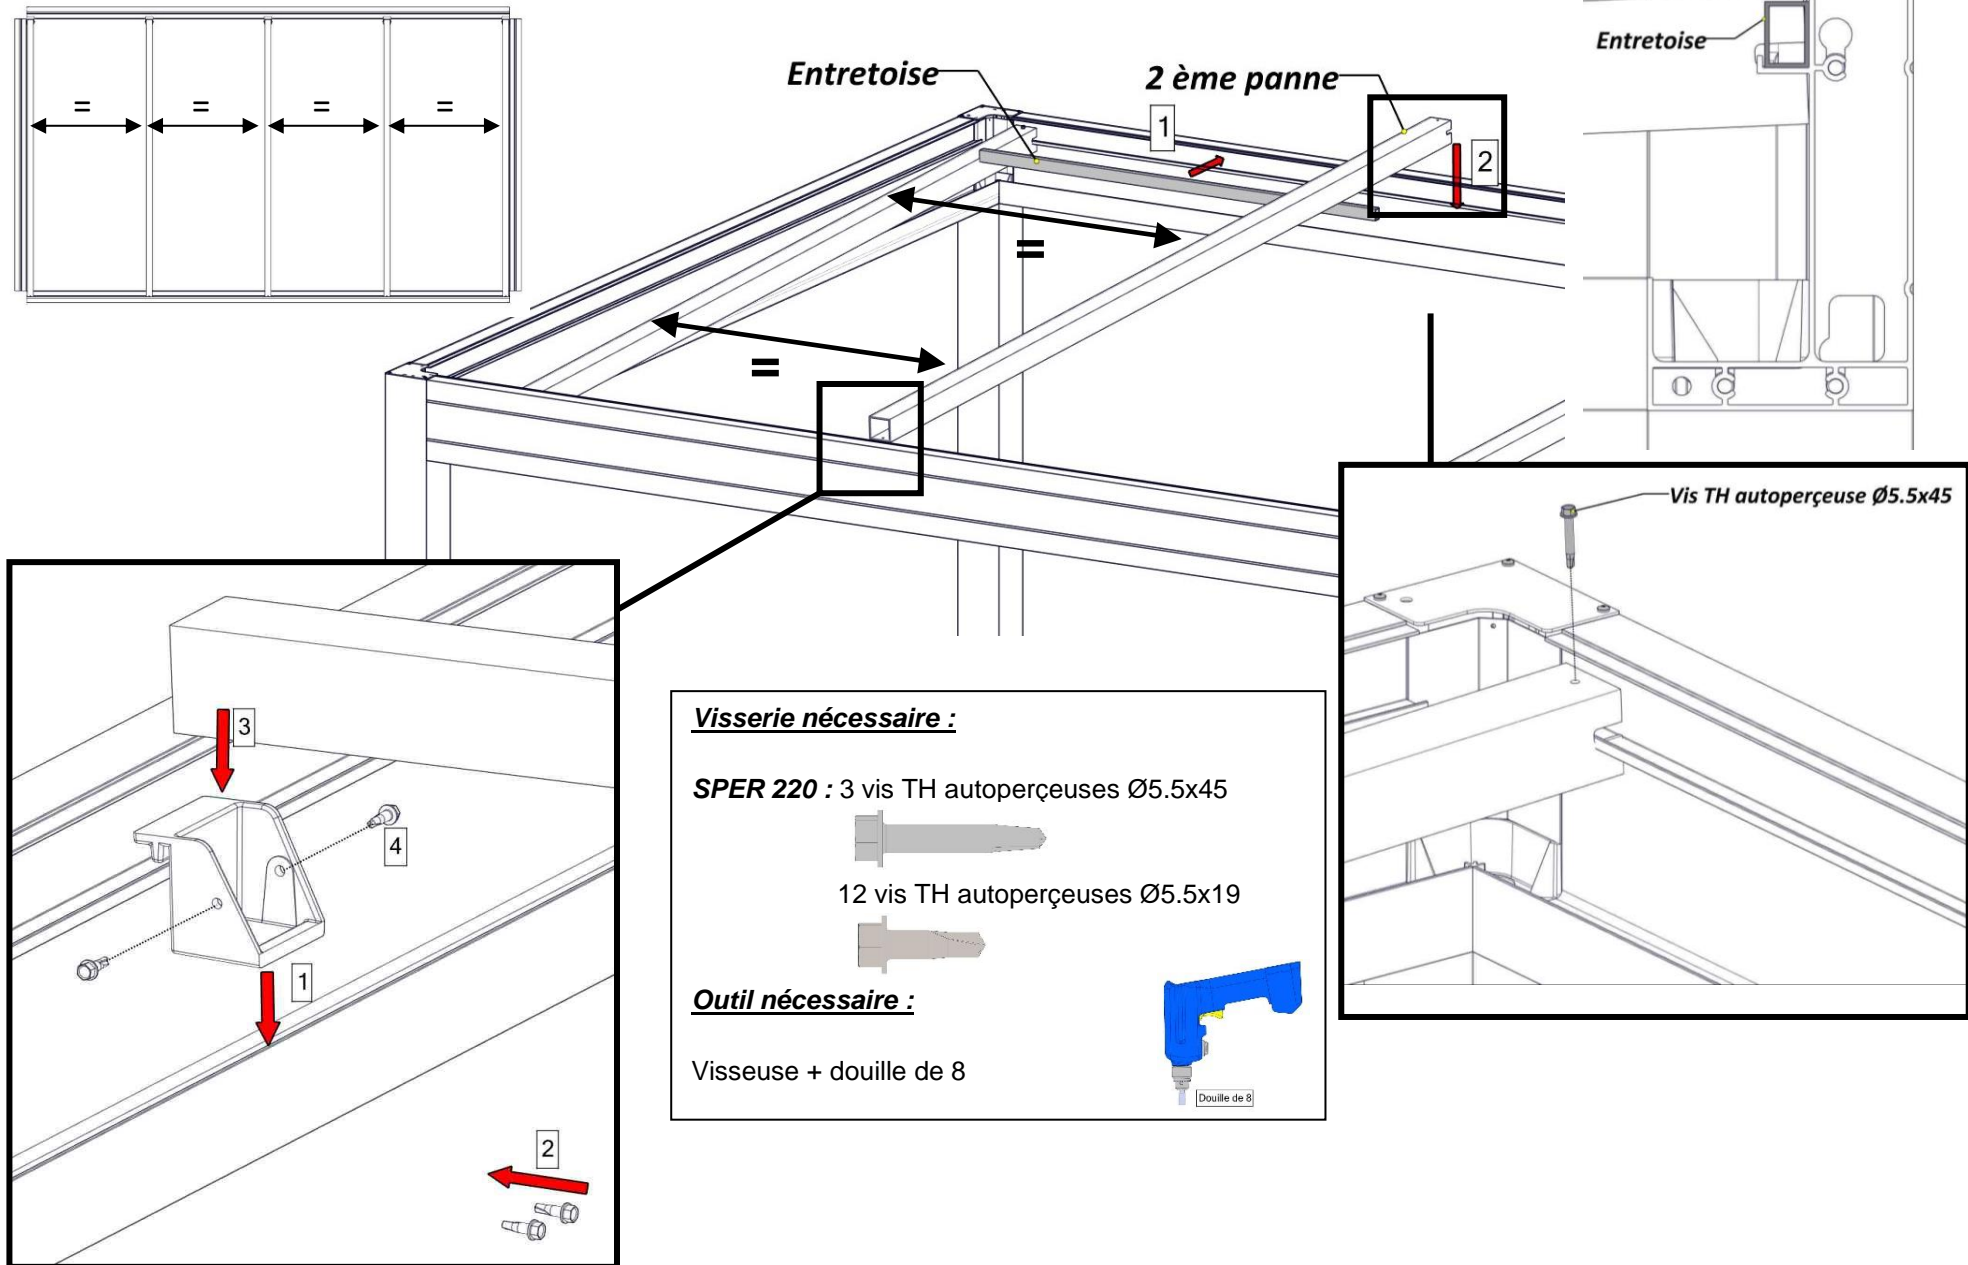 = = = =
Entretoise
2 ème panne
1
2
=
=
Entretoise
Vis TH autoperçeuse Ø5.5x45
3
4
1
2
Visserie nécessaire :
SPER 220 : 3 vis TH autoperçeuses Ø5.5x45
12 vis TH autoperçeuses Ø5.5x19
Outil nécessaire :
Visseuse + douille de 8
Douille de 8